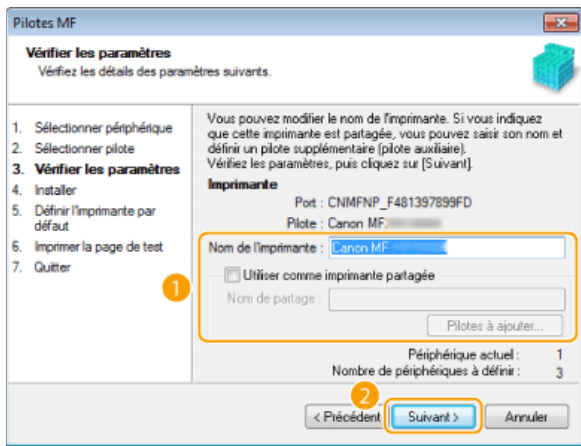 Pilotes MF
Vérifier les paramètres
Vérifiez les détails des paramètres suivants.
1. Sélectionner périphérique
2. Sélectionner pilote
3. Vérifier les paramètres
4. Installer
5. Définir l'imprimante par
défaut
6. Imprimer la page de test
7. Quitter
Vous pouvez modifier le nom de l'imprimante. Si vous indiquez
que cette imprimante est partagée, vous pouvez saisir son nom et
définir un pilote supplémentaire (pilote auxiliaire).
Vérifiez les paramètres, puis cliquez sur [Suivant].
Imprimante
Port : CNMFNP_F481397899FD
Pilote : Canon MF
Nom de l'imprimante : Canon MF
1
Utiliser comme imprimante partagée
Nom de partage :
Pilotes à ajouter...
Périphérique actuel : 1
Nombre de périphériques à définir : 3
2
< Précédent Suivant > Annuler